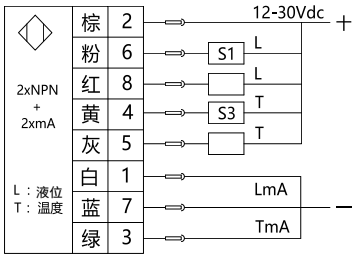 12-30Vdc
棕 2 +
粉 6 S1 L
红 8 L
2xNPN
+
2xmA
黄 4 S3 T
灰 5 T
白 1
LmA
L：液位
T：温度
蓝 7 −
TmA
绿 3